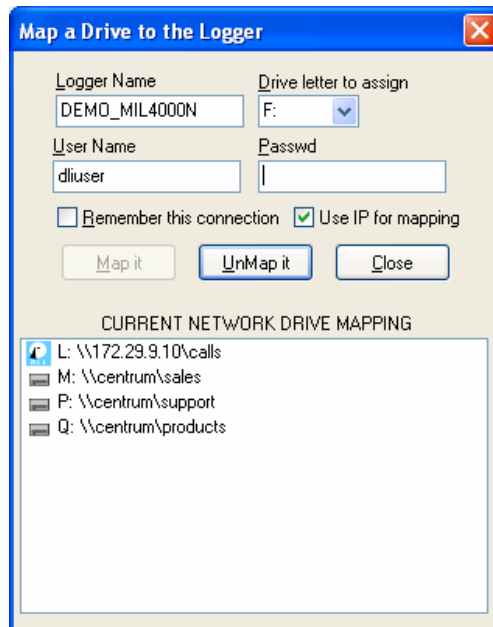 Map a Drive to the Logger
Logger Name Drive letter to assign
DEMO_MIL4000N F:
User Name Passwd
dliuser
Remember this connection Use IP for mapping
Map it UnMap it Close
CURRENT NETWORK DRIVE MAPPING
L: \\172.29.9.10\calls
M: \\centrum\sales
P: \\centrum\support
Q: \\centrum\products